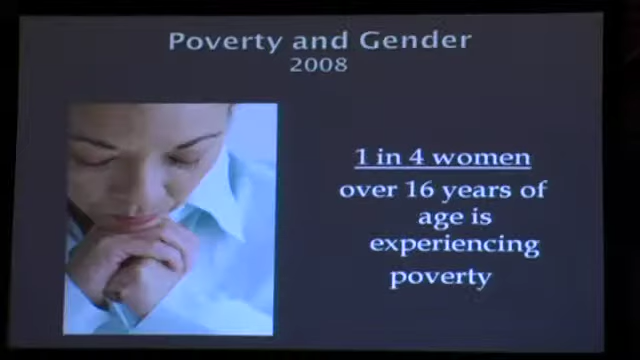 Poverty and Gender
2008
1 in 4 women
over 16 years of
age is
experiencing
poverty